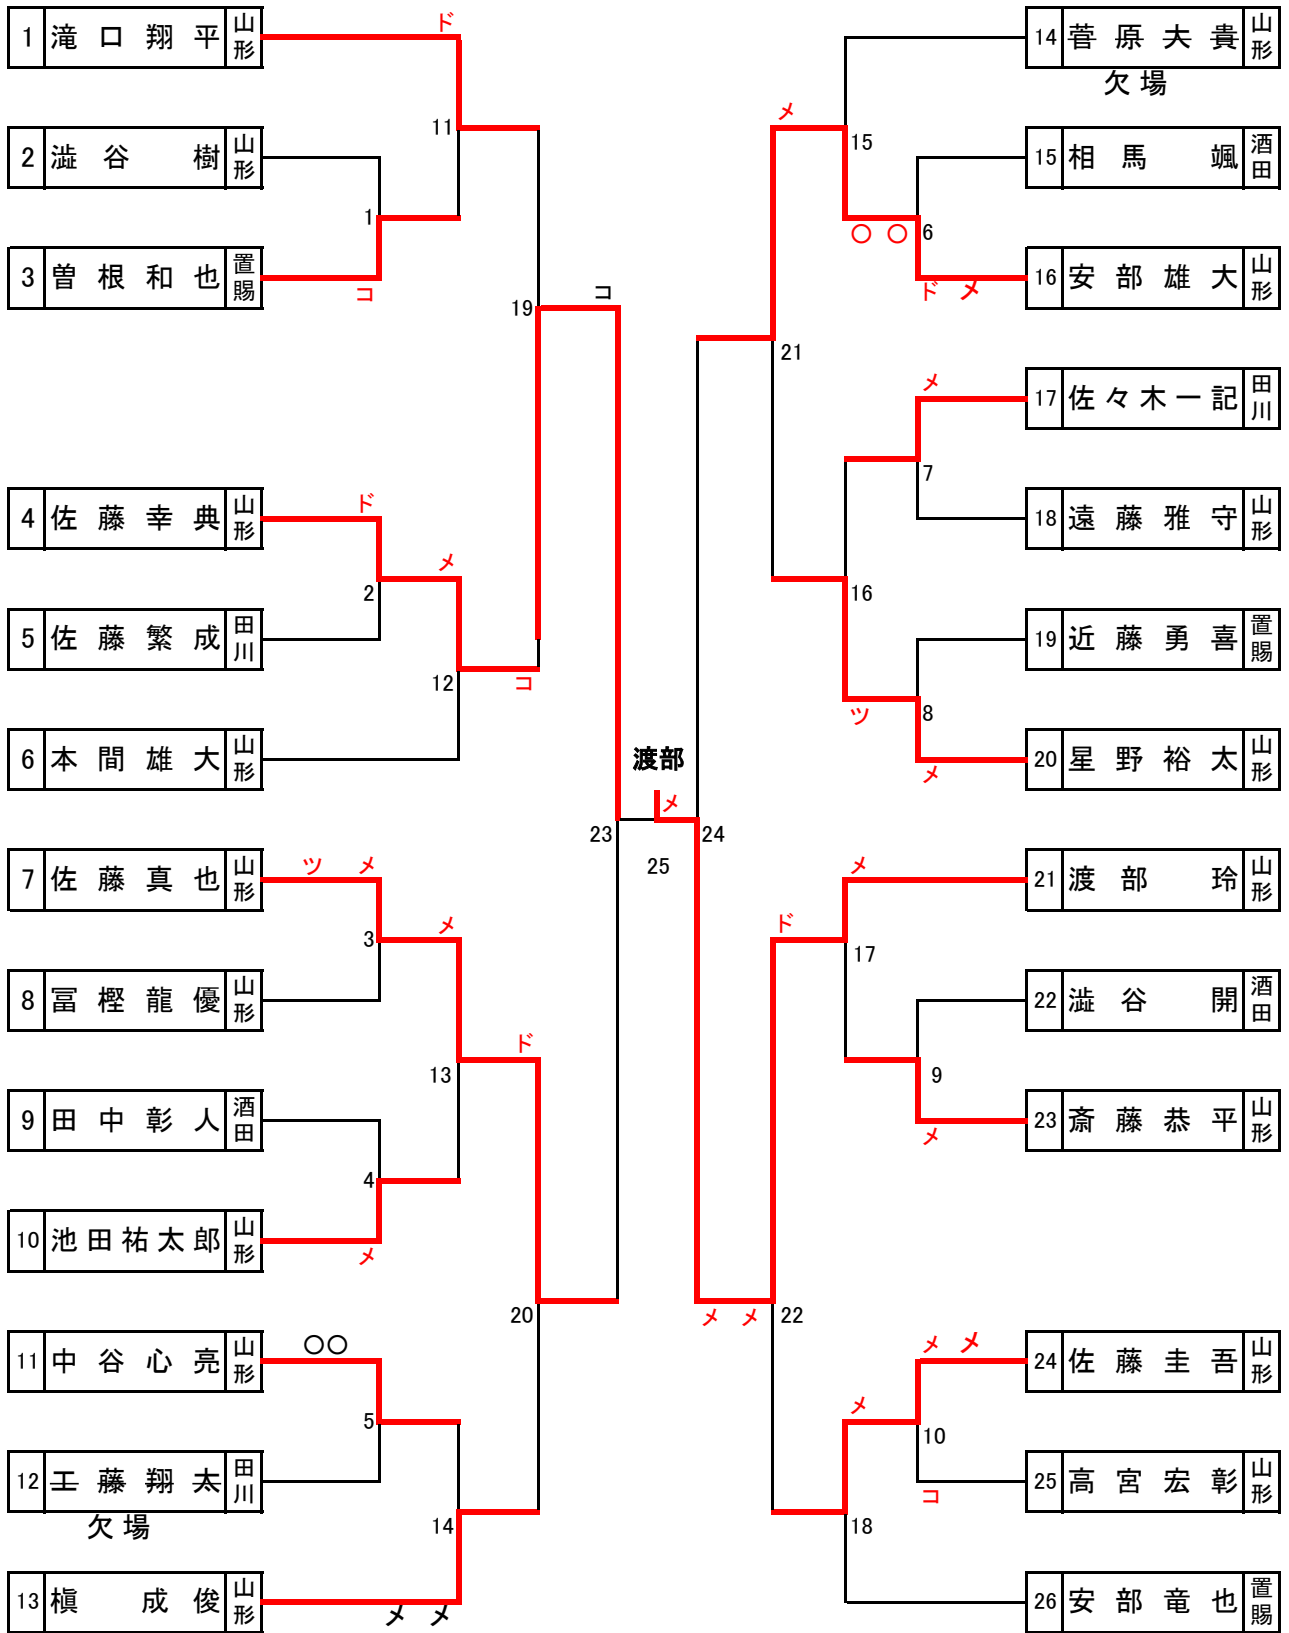 1 滝口翔平 山形
ド
11
2 澁谷 樹 山形
1
3 曽根和也 置賜
コ
19
コ
4 佐藤幸典 山形
ド
メ
2
5 佐藤繁成 田川
12
コ
6 本間雄大 山形
7 佐藤真也 山形
ツ メ
3
メ
8 冨樫龍優 山形
ド
13
9 田中彰人 酒田
4
10 池田祐太郎 山形
メ
20
11 中谷心亮 山形
○○
5
12 工藤翔太 田川
欠場
14
13 槇 成俊 山形
メ メ
渡部
メ
23
24
25
14 菅原大貴 山形
欠場
メ
15
15 相馬 颯 酒田
○ ○
6
16 安部雄大 山形
ド メ
21
17 佐々木一記 田川
メ
7
18 遠藤雅守 山形
16
19 近藤勇喜 置賜
ツ
8
20 星野裕太 山形
メ
21 渡部 玲 山形
メ
ド
17
22 澁谷 開 酒田
9
23 斎藤恭平 山形
メ
メ メ
22
24 佐藤圭吾 山形
メ メ
メ
10
25 高宮宏彰 山形
コ
18
26 安部竜也 置賜